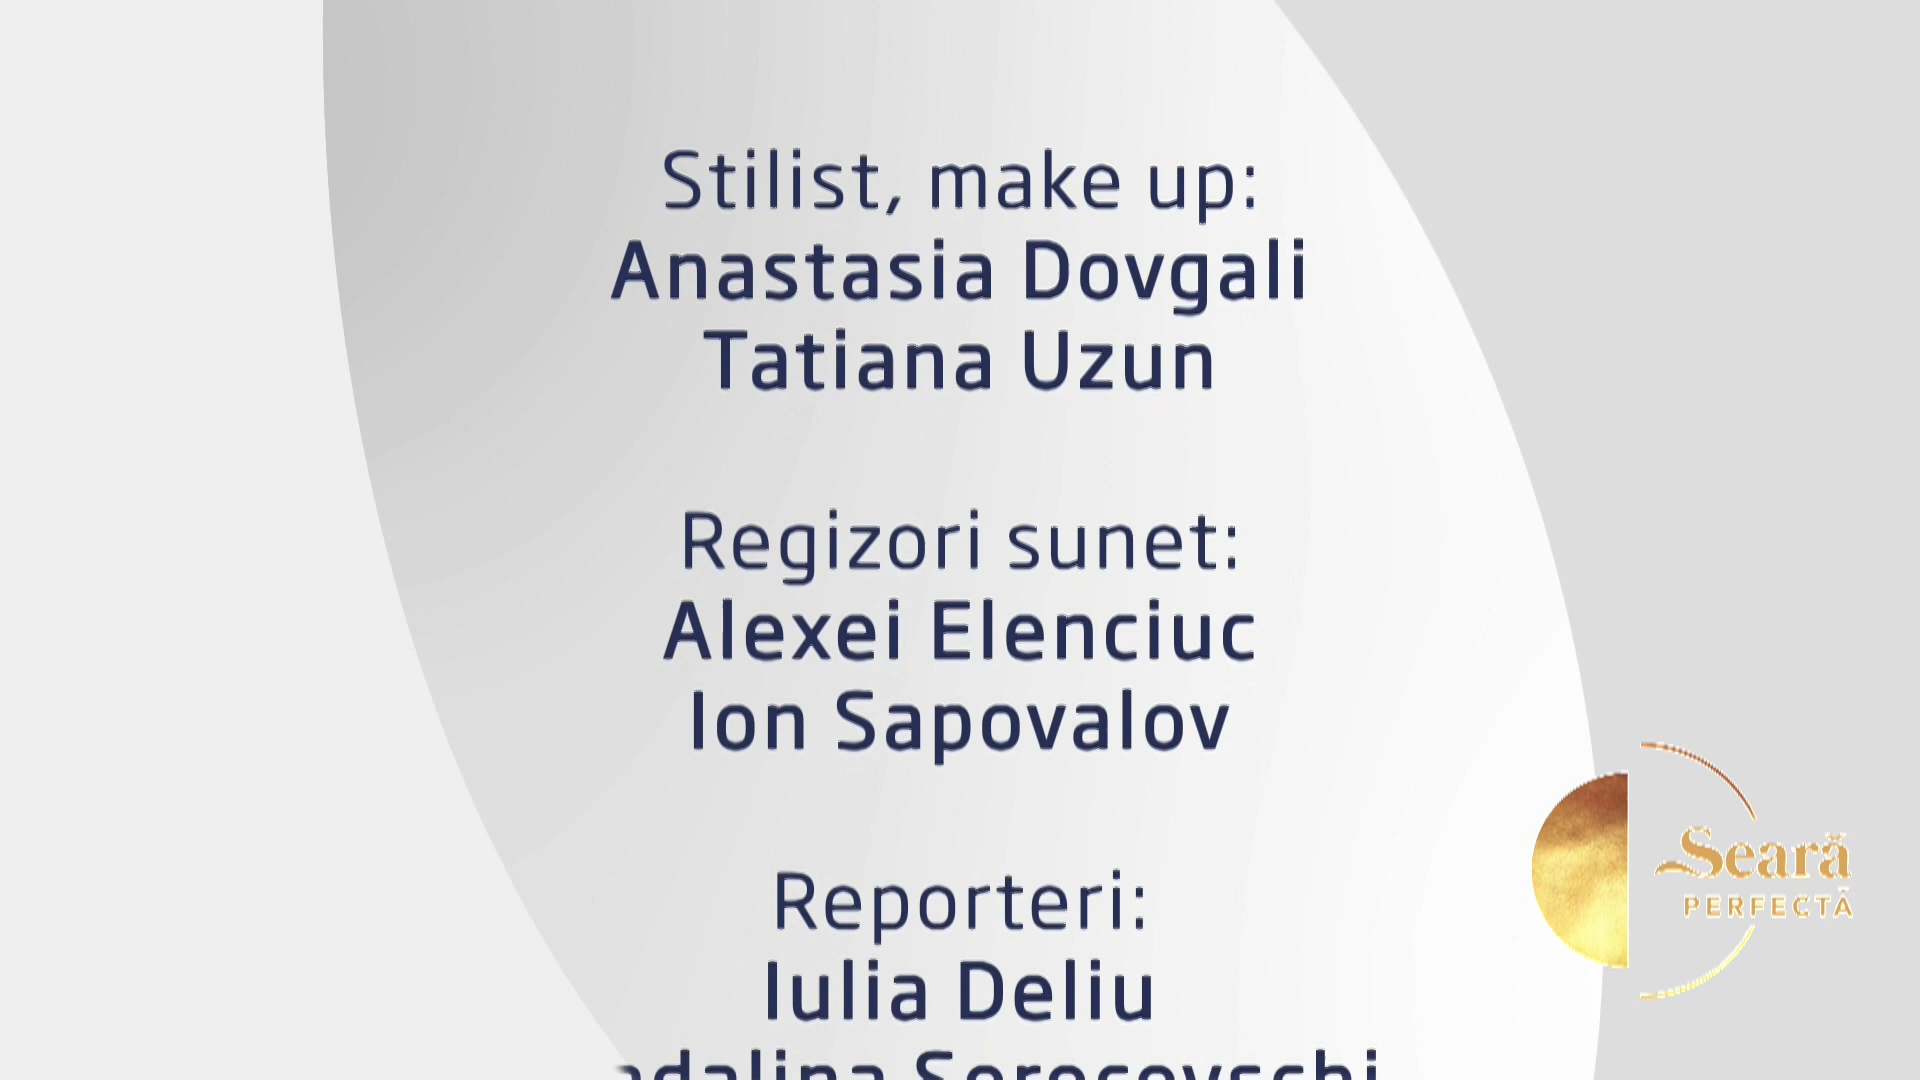 Stilist, make up:
Anastasia Dovgali
Tatiana Uzun
Regizori sunet:
Alexei Elenciuc
Ion Sapovalov
Reporteri:
Iulia Deliu
Seară
PERFECTĂ